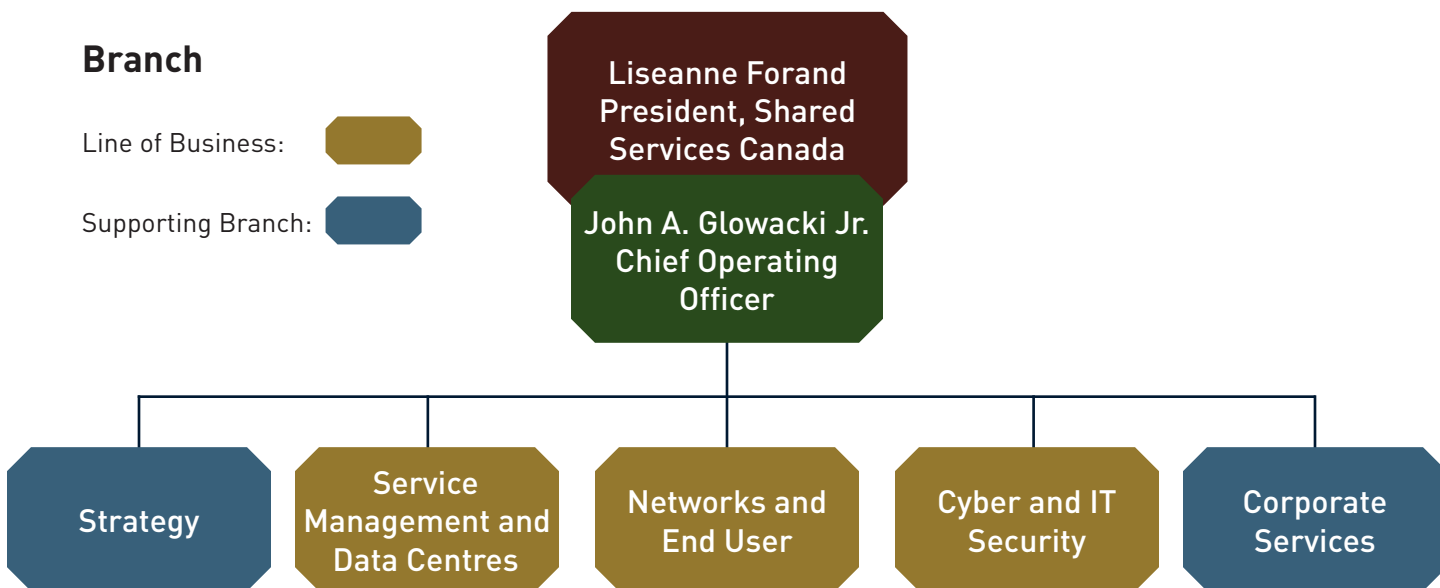 Branch
Line of Business:
Supporting Branch:
Liseanne Forand
President, Shared
Services Canada
John A. Glowacki Jr.
Chief Operating
Officer
Strategy
Service
Management and
Data Centres
Networks and
End User
Cyber and IT
Security
Corporate
Services